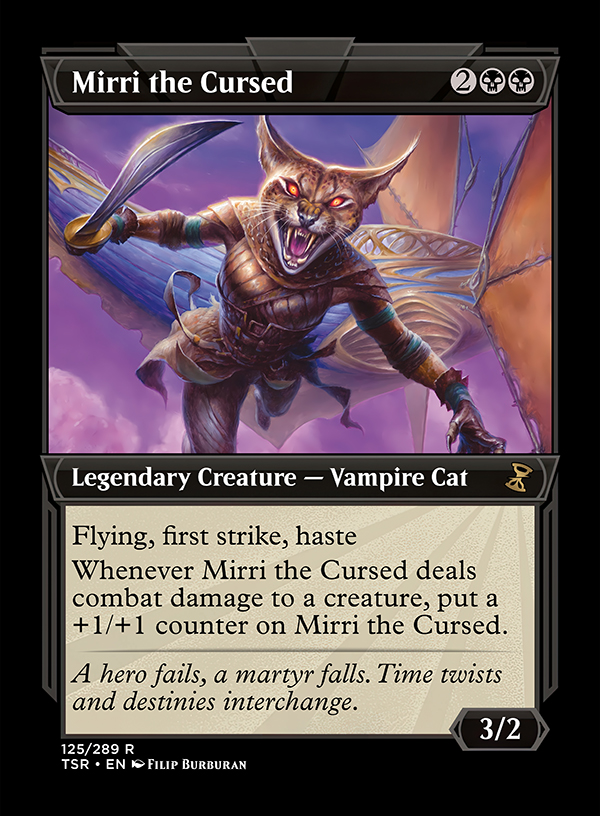 Mirri the Cursed 2
Legendary Creature — Vampire Cat
Flying, first strike, haste
Whenever Mirri the Cursed deals
combat damage to a creature, put a
+1/+1 counter on Mirri the Cursed.
A hero fails, a martyr falls. Time twists
and destinies interchange.
3/2
125/289 R
TSR • EN Filip Burburan